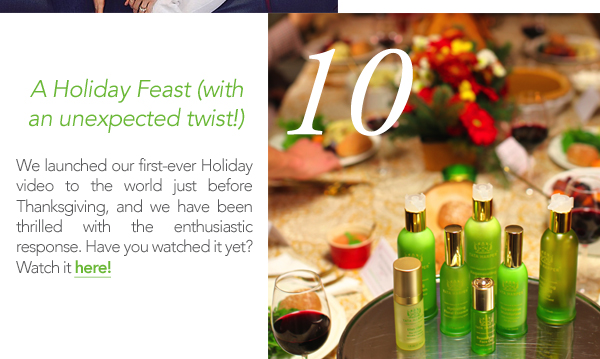 10
A Holiday Feast (with
an unexpected twist!)
We launched our first-ever Holiday
video to the world just before
Thanksgiving, and we have been
thrilled with the enthusiastic
response. Have you watched it yet?
Watch it here!